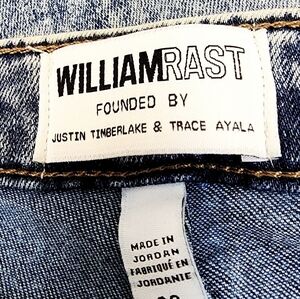 WILLIAMRAST
FOUNDED BY
JUSTIN TIMBERLAKE & TRACE AYALA
MADE IN
JORDAN
FABRIQUÉ EN
JORDANIE